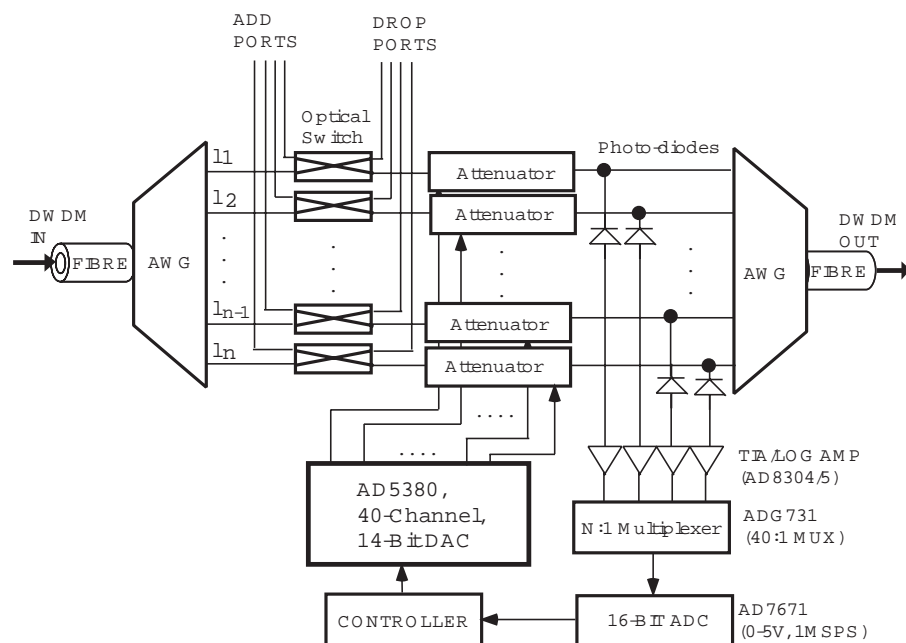 ADD
PORTS
DROP
PORTS
Optical
Switch
Photo-diodes
l1
l2
ln-1
ln
Attenuator
Attenuator
Attenuator
Attenuator
DWDM
IN
FIBRE
AWG
AWG
DWDM
OUT
FIBRE
AD5380,
40-Channel,
14-Bit DAC
TIA/LOG AMP
(AD8304/5)
N:1 Multiplexer
ADG731
(40:1 MUX)
CONTROLLER
16-BIT ADC
AD7671
(0-5V, 1MSPS)